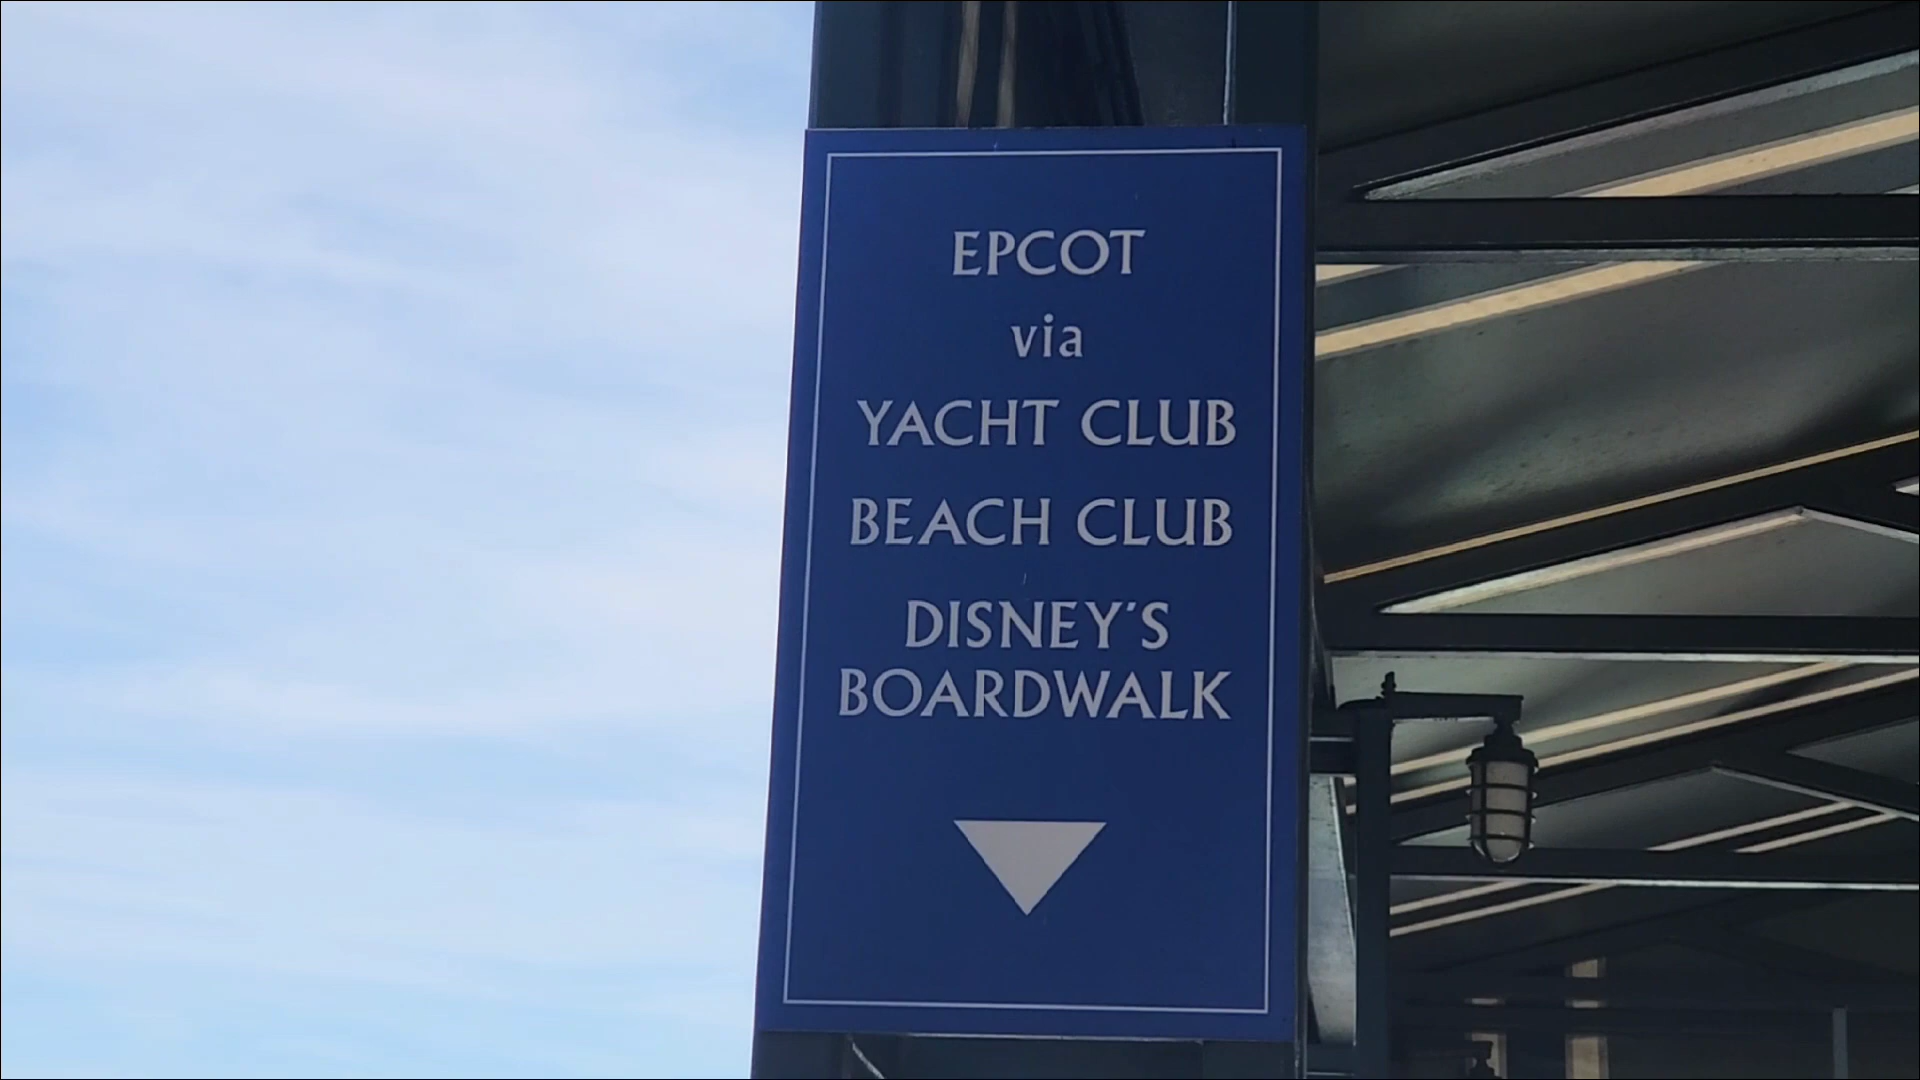 EPCOT
via
YACHT CLUB
BEACH CLUB
DISNEY'S
BOARDWALK